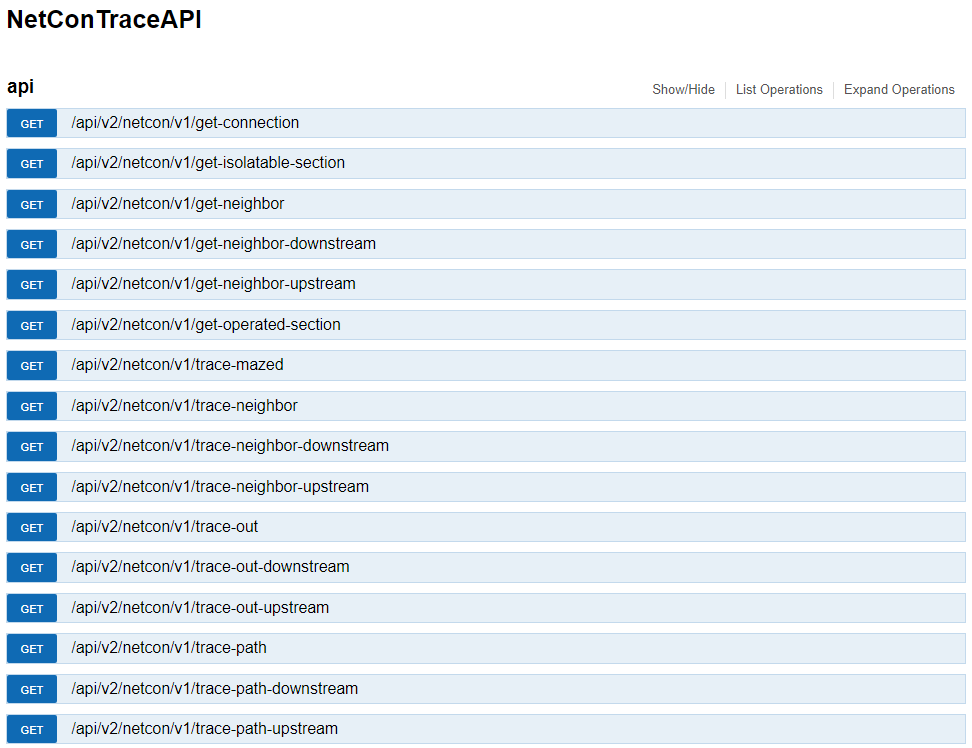 NetConTraceAPI
api
Show/Hide List Operations Expand Operations
GET /api/v2/netcon/v1/get-connection
GET /api/v2/netcon/v1/get-isolatable-section
GET /api/v2/netcon/v1/get-neighbor
GET /api/v2/netcon/v1/get-neighbor-downstream
GET /api/v2/netcon/v1/get-neighbor-upstream
GET /api/v2/netcon/v1/get-operated-section
GET /api/v2/netcon/v1/trace-mazed
GET /api/v2/netcon/v1/trace-neighbor
GET /api/v2/netcon/v1/trace-neighbor-downstream
GET /api/v2/netcon/v1/trace-neighbor-upstream
GET /api/v2/netcon/v1/trace-out
GET /api/v2/netcon/v1/trace-out-downstream
GET /api/v2/netcon/v1/trace-out-upstream
GET /api/v2/netcon/v1/trace-path
GET /api/v2/netcon/v1/trace-path-downstream
GET /api/v2/netcon/v1/trace-path-upstream